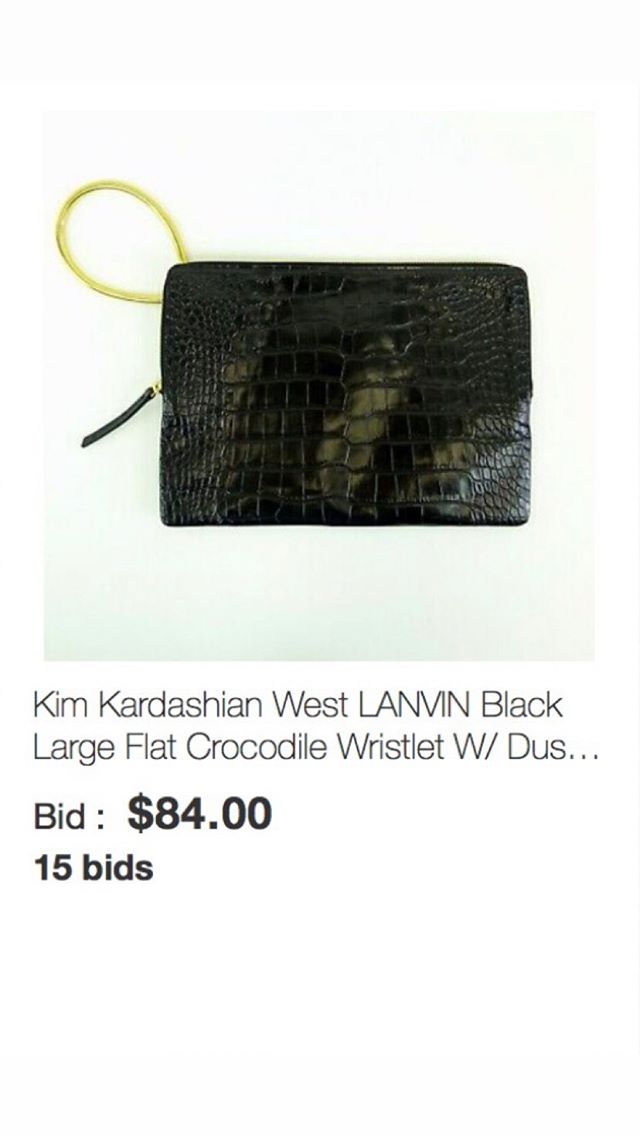 Kim Kardashian West LANVIN Black
Large Flat Crocodile Wristlet W/ Dus...
Bid : $84.00
15 bids